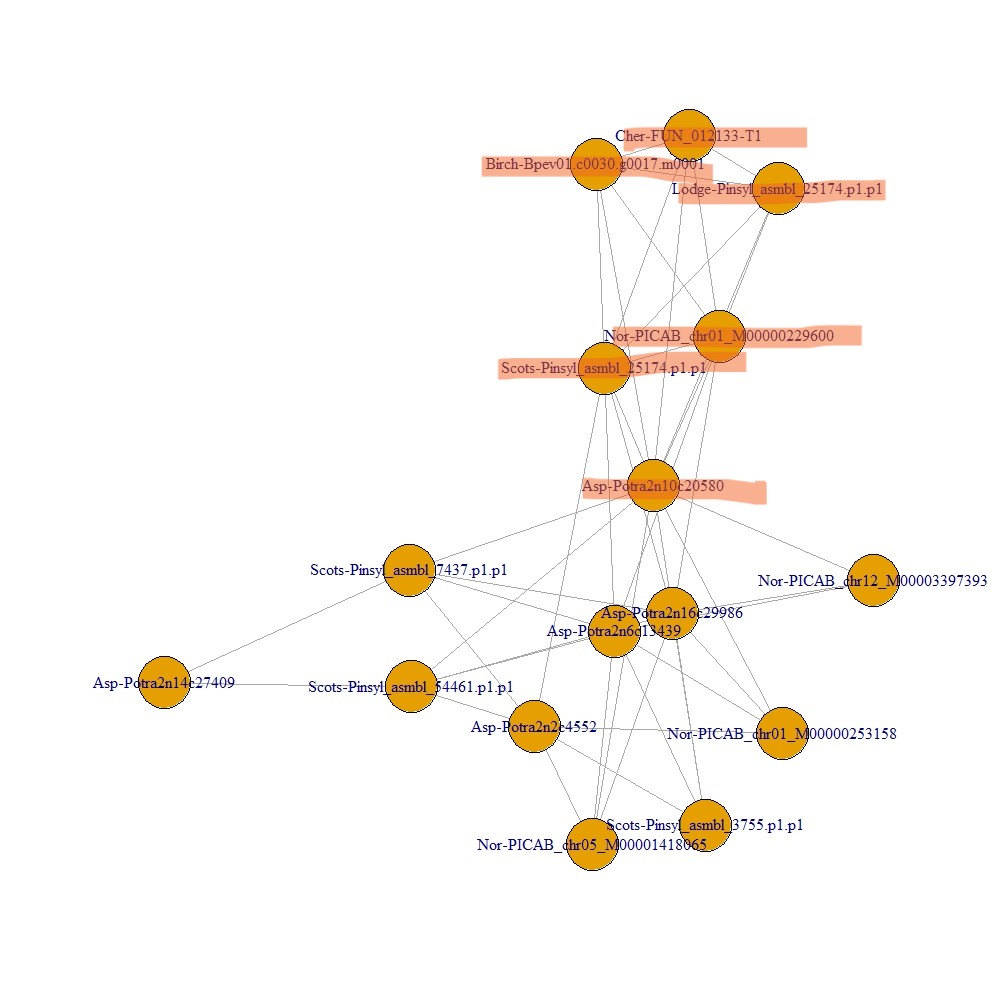 Cher-FUN_012133-T1
Birch-Bpev01.c0030.g0017.m0001
Lodge-Pinsyl_asmbl_25174.p1.p1
Nor-PICAB_chr01_M00000229600
Scots-Pinsyl_asmbl_25174.p1.p1
Asp-Potra2n10c20580
Scots-Pinsyl_asmbl_7437.p1.p1
Nor-PICAB_chr12_M00003397393
Asp-Potra2n16c29986
Asp-Potra2n6c13439
Asp-Potra2n14c27409
Scots-Pinsyl_asmbl_54461.p1.p1
Asp-Potra2n2c4552
Nor-PICAB_chr01_M00000253158
Scots-Pinsyl_asmbl_3755.p1.p1
Nor-PICAB_chr05_M00001418065